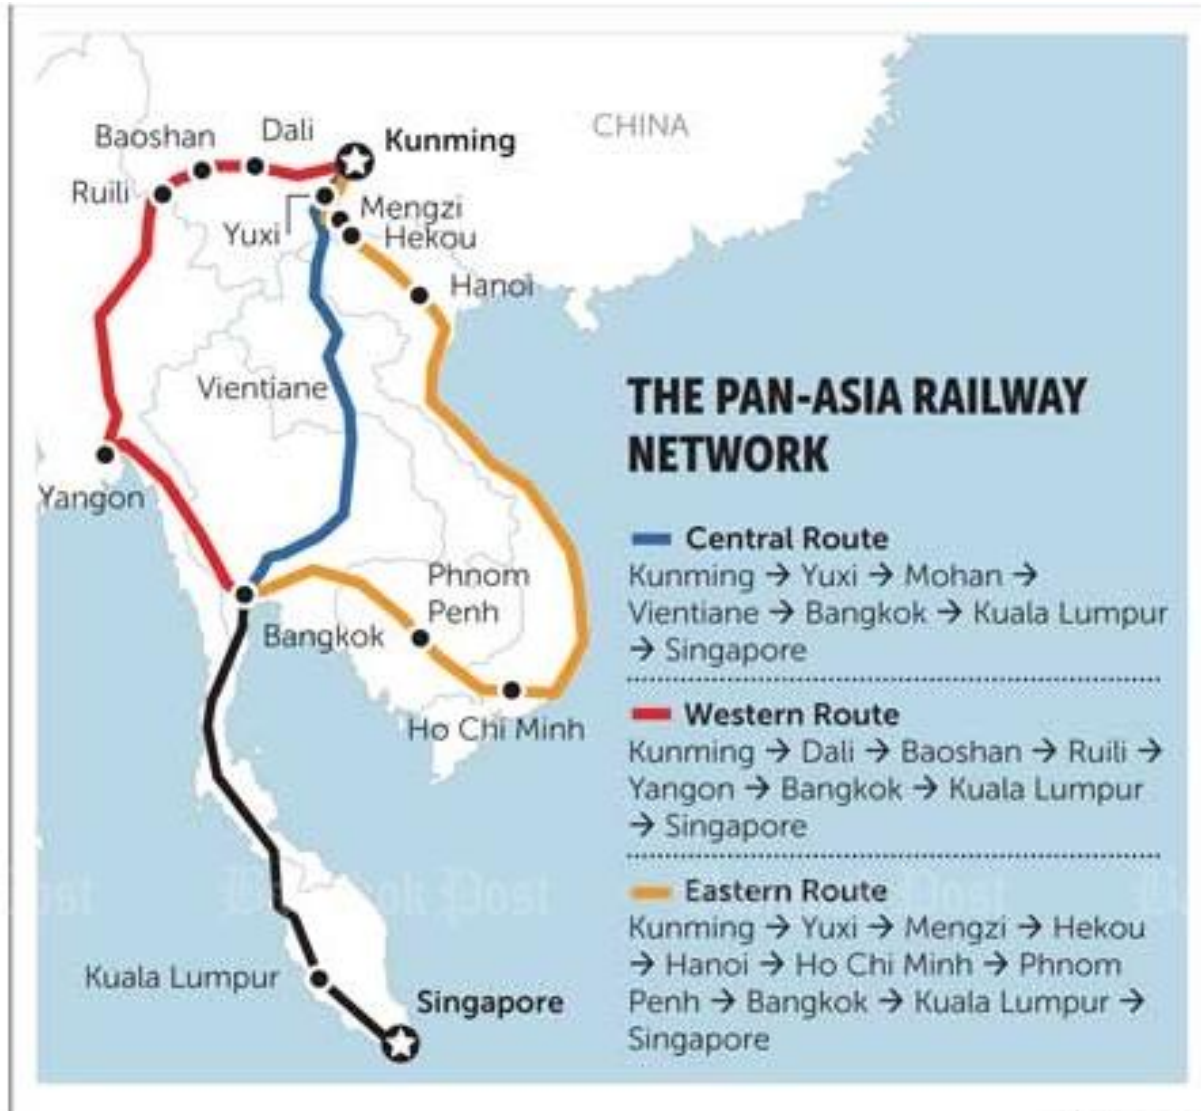 CHINA
Baoshan
Dali
Kunming
Ruili
Mengzi
Yuxi
Hekou
Hanoi
Vientiane
Yangon
Phnom
Penh
Bangkok
Ho Chi Minh
Kuala Lumpur
Singapore
THE PAN-ASIA RAILWAY
NETWORK
Central Route
Kunming → Yuxi → Mohan →
Vientiane → Bangkok → Kuala Lumpur
→ Singapore
Western Route
Kunming → Dali → Baoshan → Ruili →
Yangon → Bangkok → Kuala Lumpur
→ Singapore
Eastern Route
Kunming → Yuxi → Mengzi → Hekou
→ Hanoi → Ho Chi Minh → Phnom
Penh → Bangkok → Kuala Lumpur →
Singapore
Post